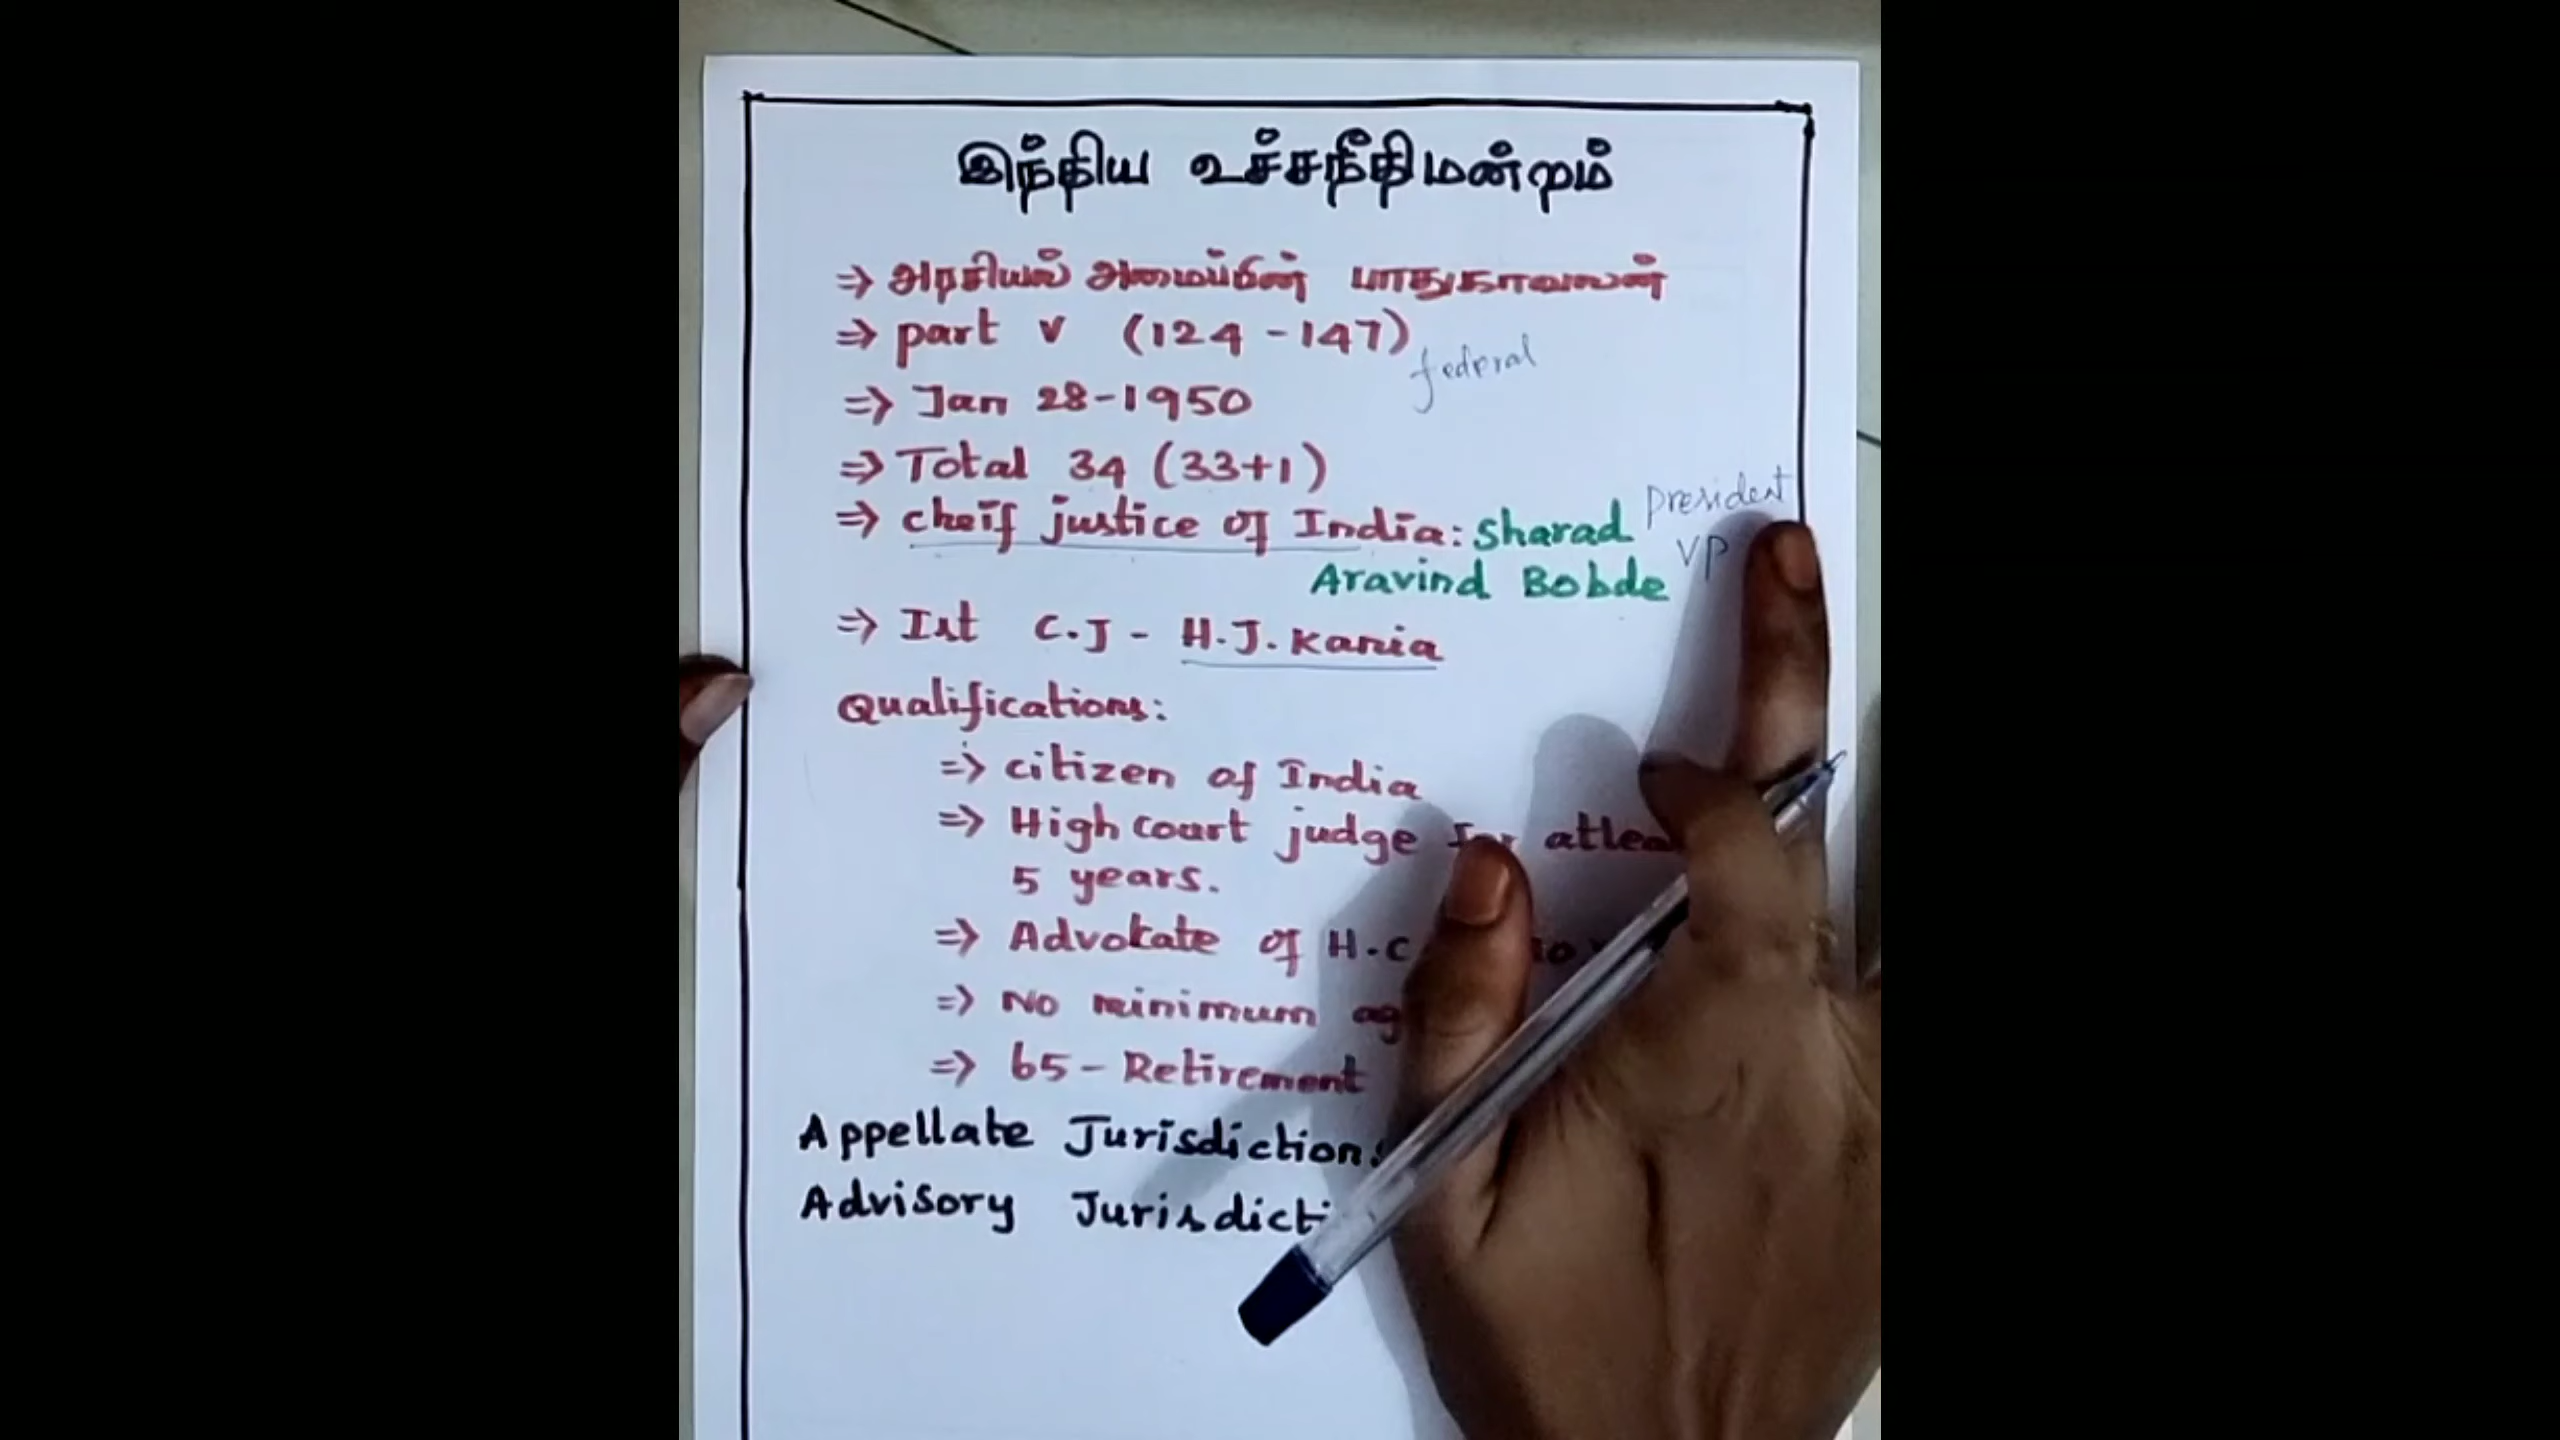 இந்திய உச்சநீதிமன்றம்
⇒ அரசியல் அமைப்பின் பாதுகாவலன்
⇒ part V (124 - 147)
federal
⇒ Jan 28-1950
⇒ Total 34 (33+1)
president
⇒ cheif justice of India: Sharad
VP
Aravind Bobde
⇒ Ist C.J - H.J. Kania
Qualifications:
⇒ citizen of India
⇒ High court judge for
5 years.
⇒ Advokate of H.C
⇒ No minimum
⇒ 65 - Retirement
Appellate Jurisdiction:
Advisory